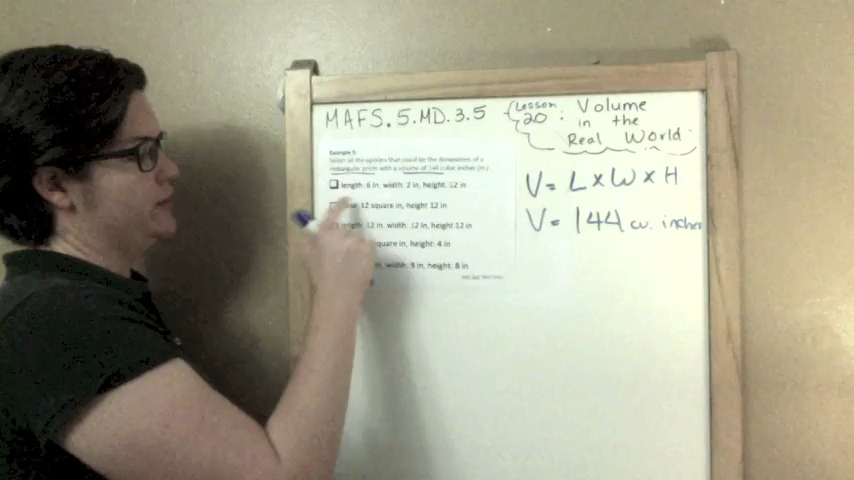 MAFS.5.MD.3.5
Lesson 20: Volume in the Real World
Example 3:
Select all the options that could be the dimensions of a
rectangular prism with a volume of 144 cubic inches (in.)
length: 6 in, width: 2 in, height: 12 in
12 square in, height 12 in
length: 12 in, width: 12 in, height 12 in
square in, height: 4 in
in, width: 9 in, height: 8 in
V = L x W x H
V = 144 cu. inches